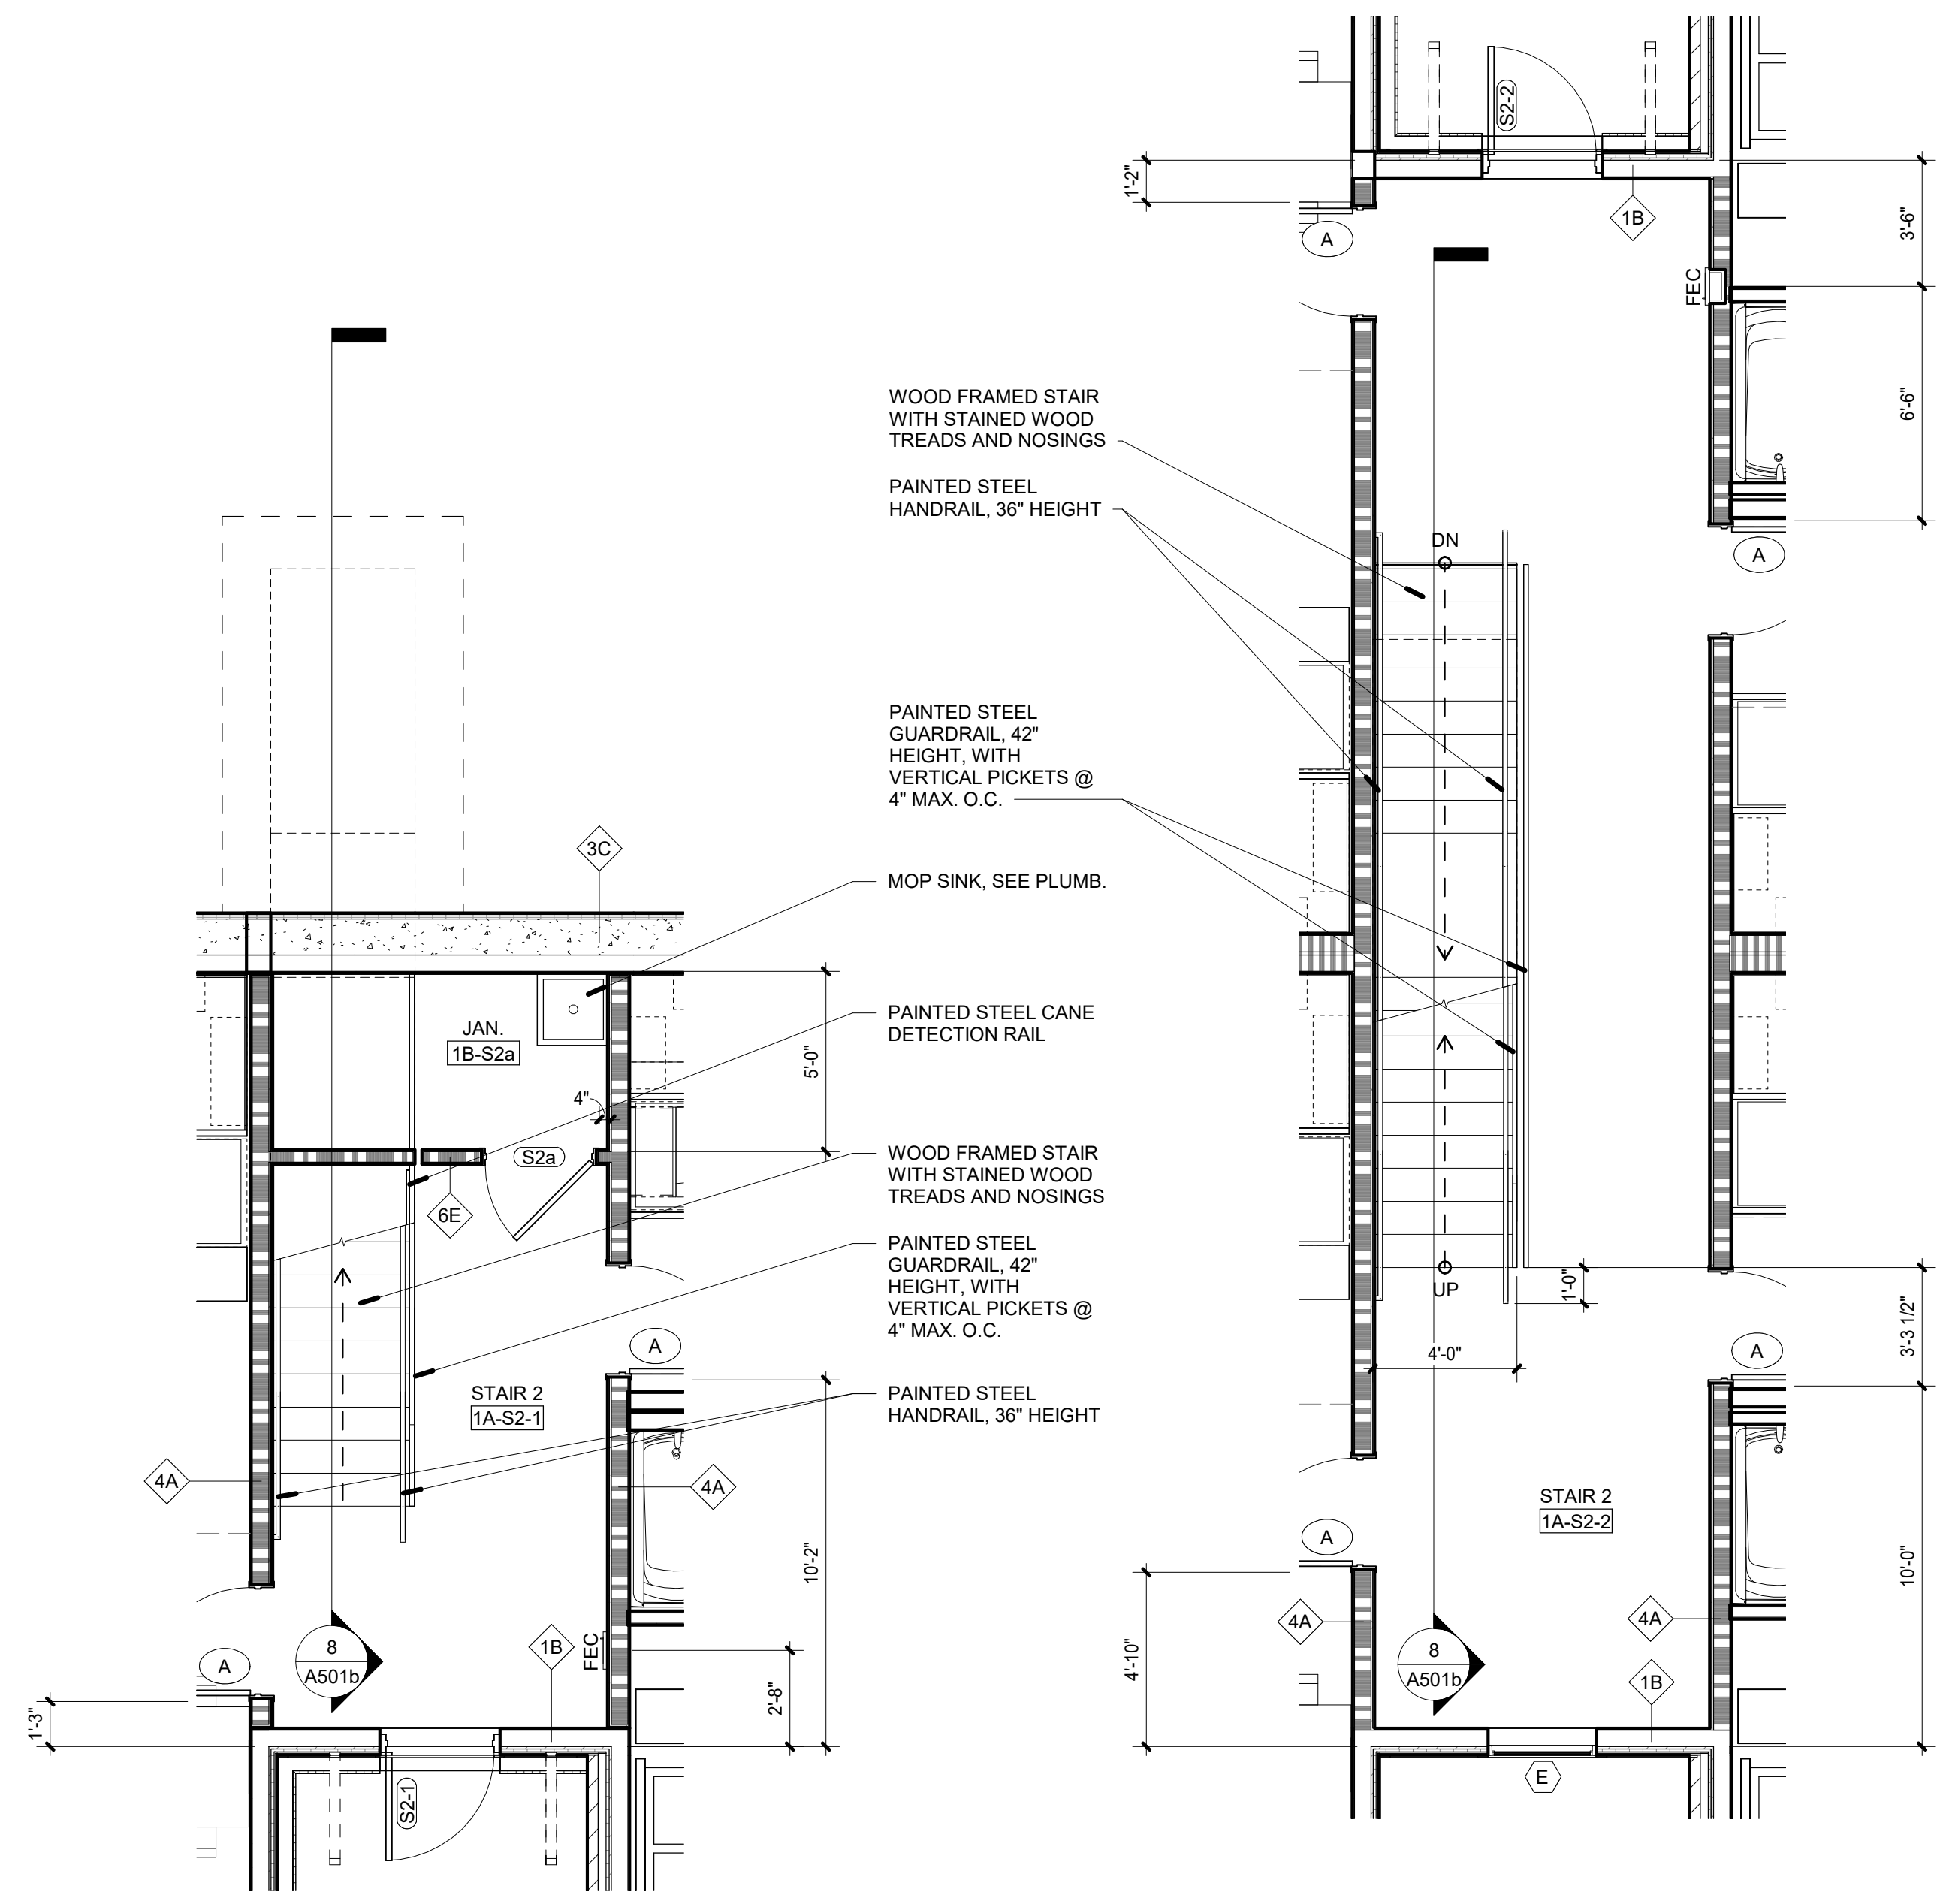 S2-2
1'-2"
1B
3'-6"
A
FEC
WOOD FRAMED STAIR
WITH STAINED WOOD
TREADS AND NOSINGS
6'-6"
PAINTED STEEL
HANDRAIL, 36" HEIGHT
DN
A
PAINTED STEEL
GUARDRAIL, 42"
HEIGHT, WITH
VERTICAL PICKETS @
4" MAX. O.C.
3C
MOP SINK, SEE PLUMB.
JAN.
1B-S2a
PAINTED STEEL CANE
DETECTION RAIL
5'-0"
4"
S2a
6E
WOOD FRAMED STAIR
WITH STAINED WOOD
TREADS AND NOSINGS
PAINTED STEEL
GUARDRAIL, 42"
HEIGHT, WITH
VERTICAL PICKETS @
4" MAX. O.C.
UP
1'-0"
3'-3 1/2"
4'-0"
A
A
STAIR 2
1A-S2-1
PAINTED STEEL
HANDRAIL, 36" HEIGHT
4A
4A
STAIR 2
1A-S2-2
A
10'-2"
10'-0"
4A
4A
8
A501b
8
A501b
1B
FEC
A
4'-10"
1B
2'-8"
1'-3"
E
S2-1